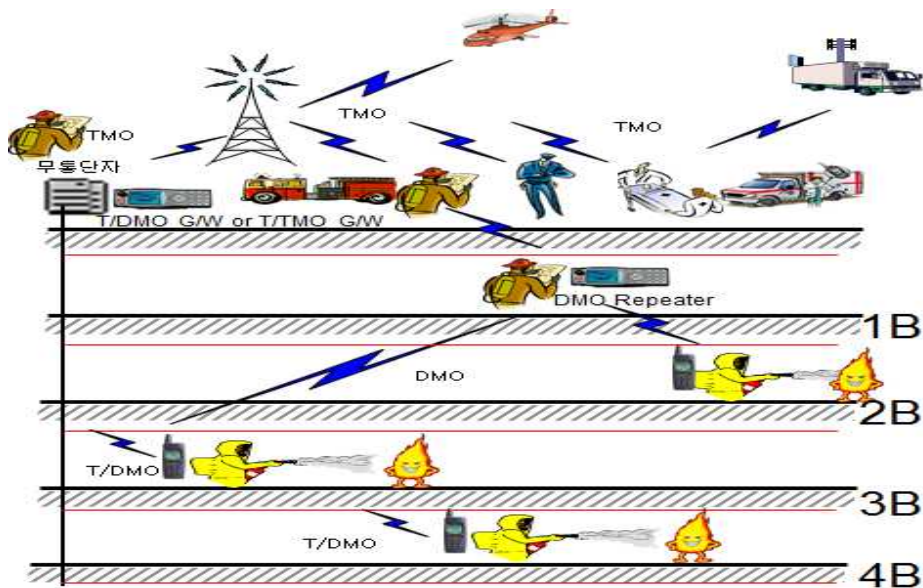 TMO
TMO
TMO
무통단자
T/DMO G/W or T/TMO G/W
DMO Repeater
1B
DMO
2B
T/DMO
3B
T/DMO
4B